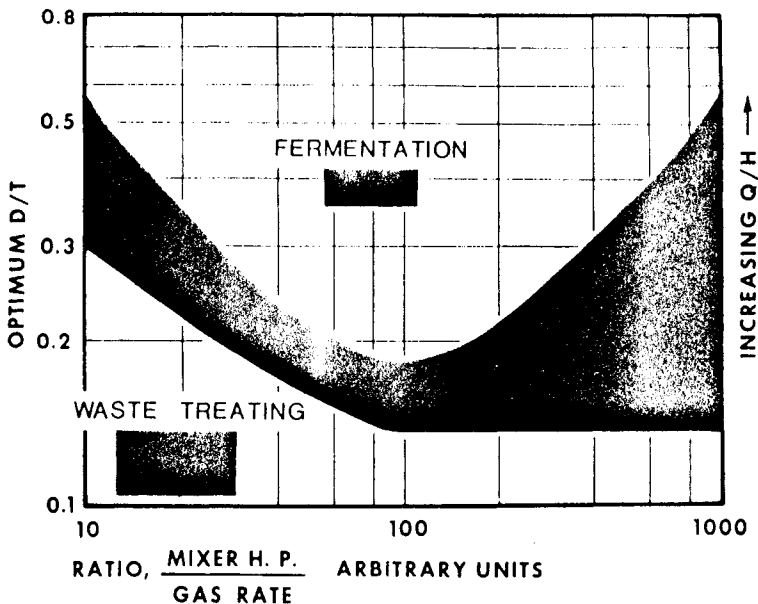 0.8
0.5
0.3
0.2
0.1
OPTIMUM D/T
FERMENTATION
WASTE TREATING
INCREASING Q/H
10
100
1000
RATIO, MIXER H. P. ARBITRARY UNITS
GAS RATE